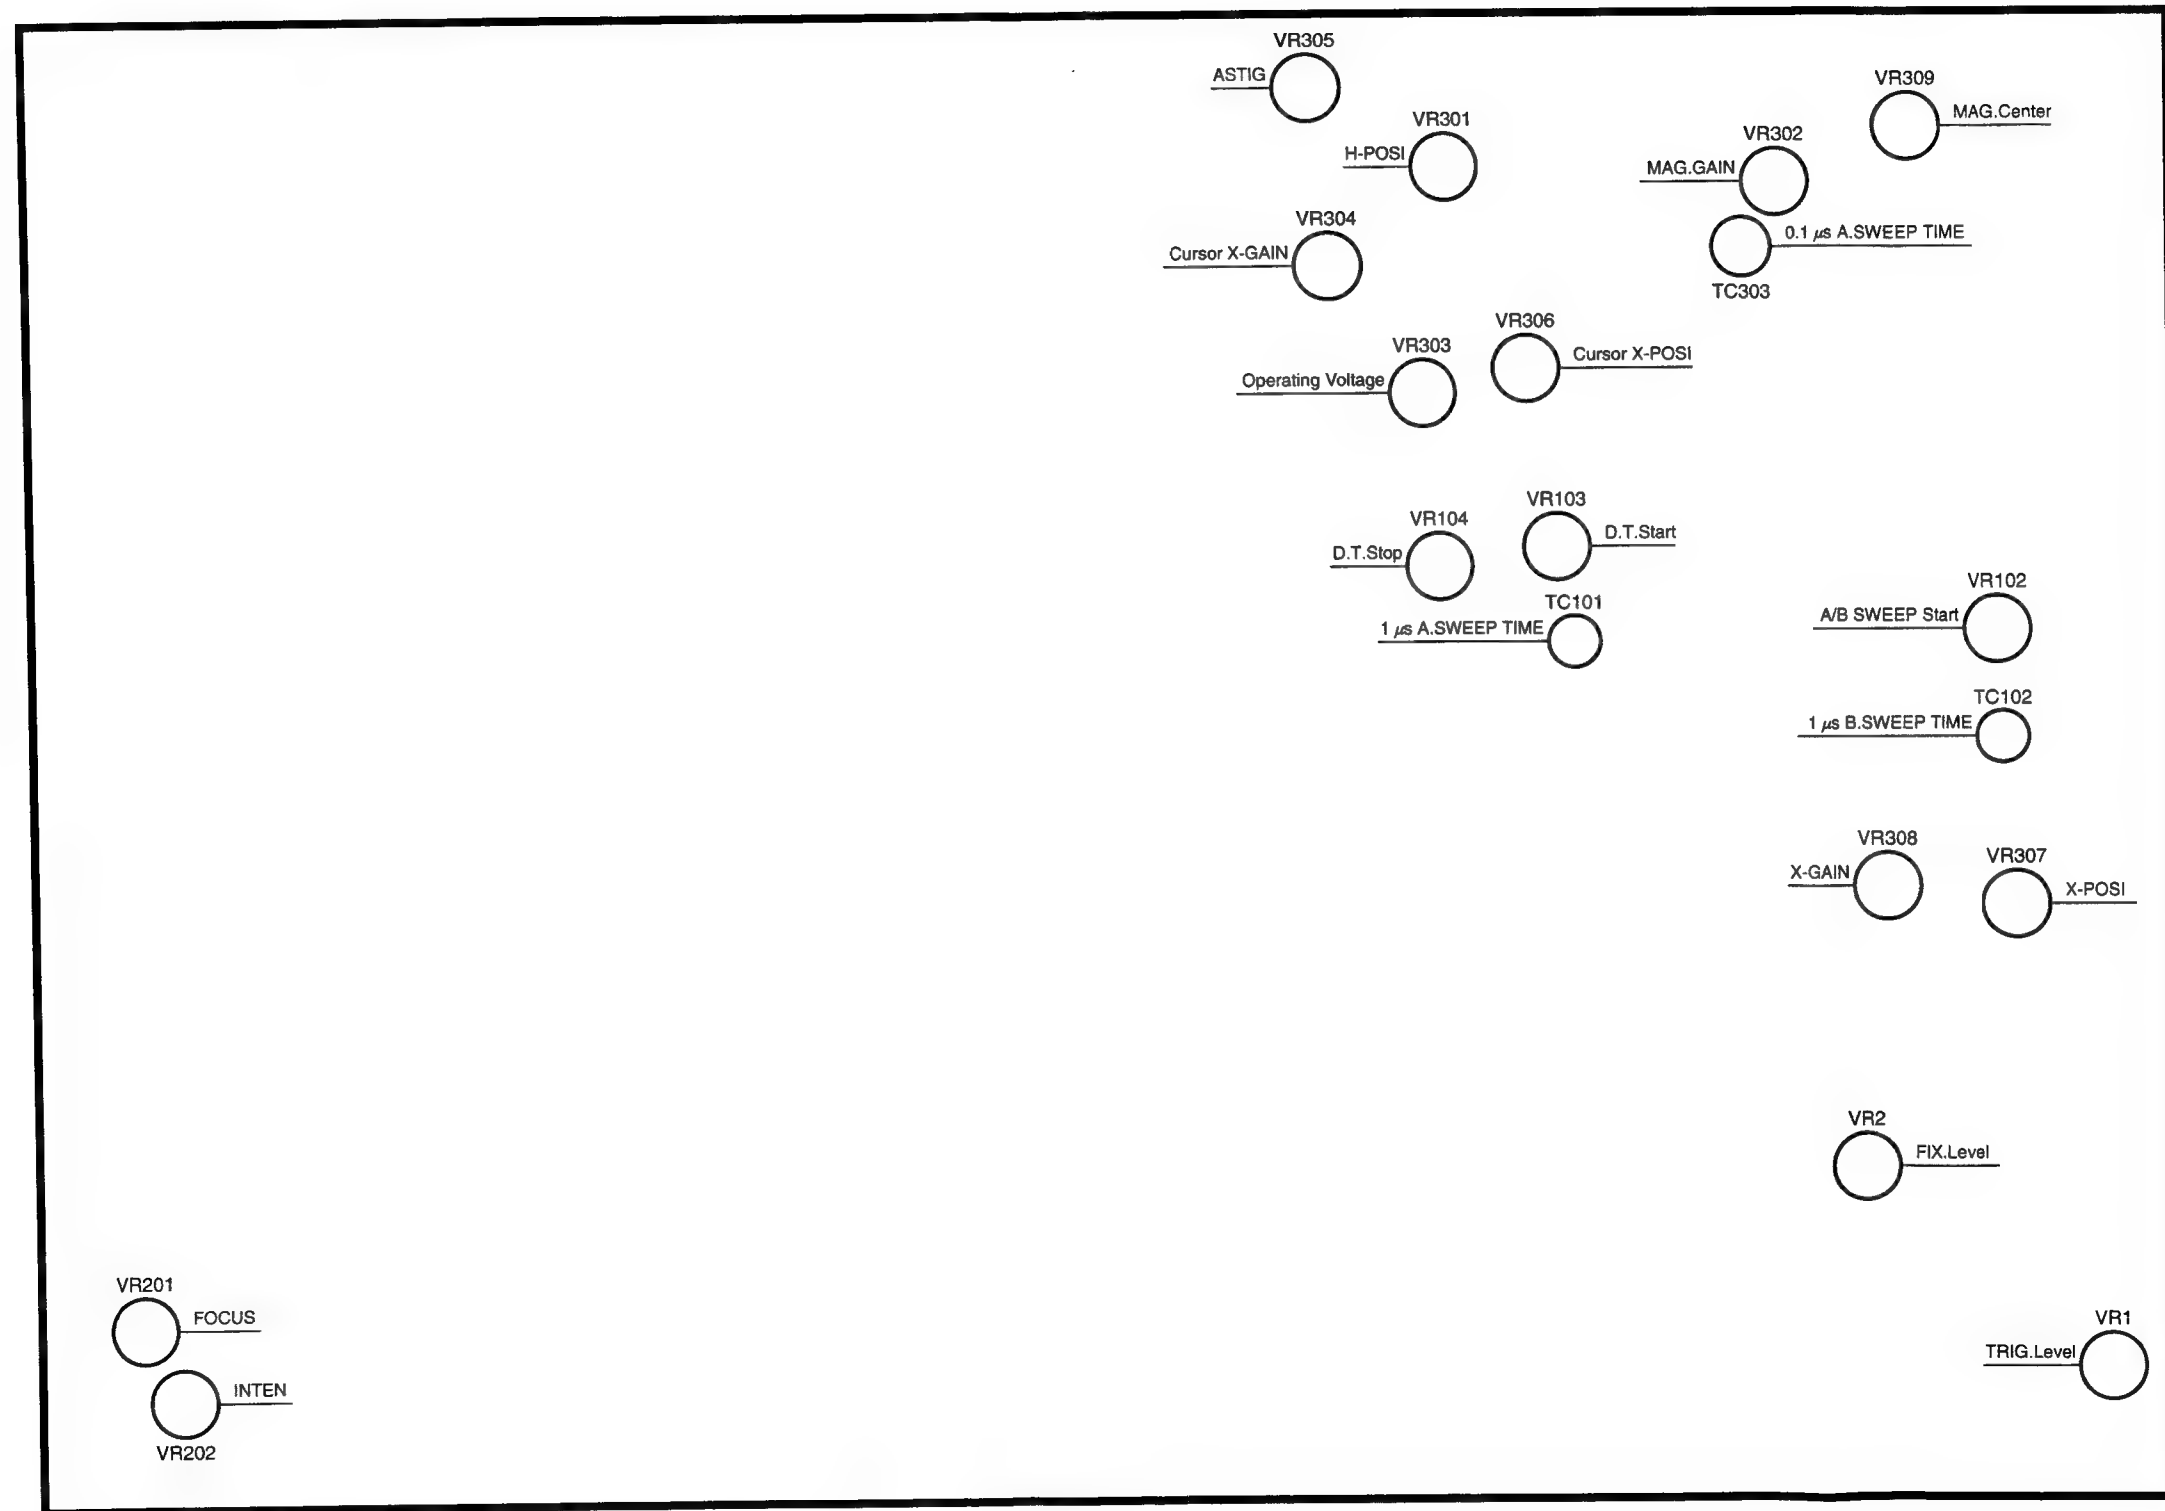 VR305
ASTIG
VR309
MAG.Center
VR301
H-POSI
VR302
MAG.GAIN
VR304
Cursor X-GAIN
0.1 μs A.SWEEP TIME
TC303
VR306
Cursor X-POSI
VR303
Operating Voltage
VR103
D.T.Start
VR104
D.T.Stop
TC101
1 μs A.SWEEP TIME
VR102
A/B SWEEP Start
TC102
1 μs B.SWEEP TIME
VR308
X-GAIN
VR307
X-POSI
VR2
FIX.Level
VR201
FOCUS
VR1
TRIG.Level
INTEN
VR202